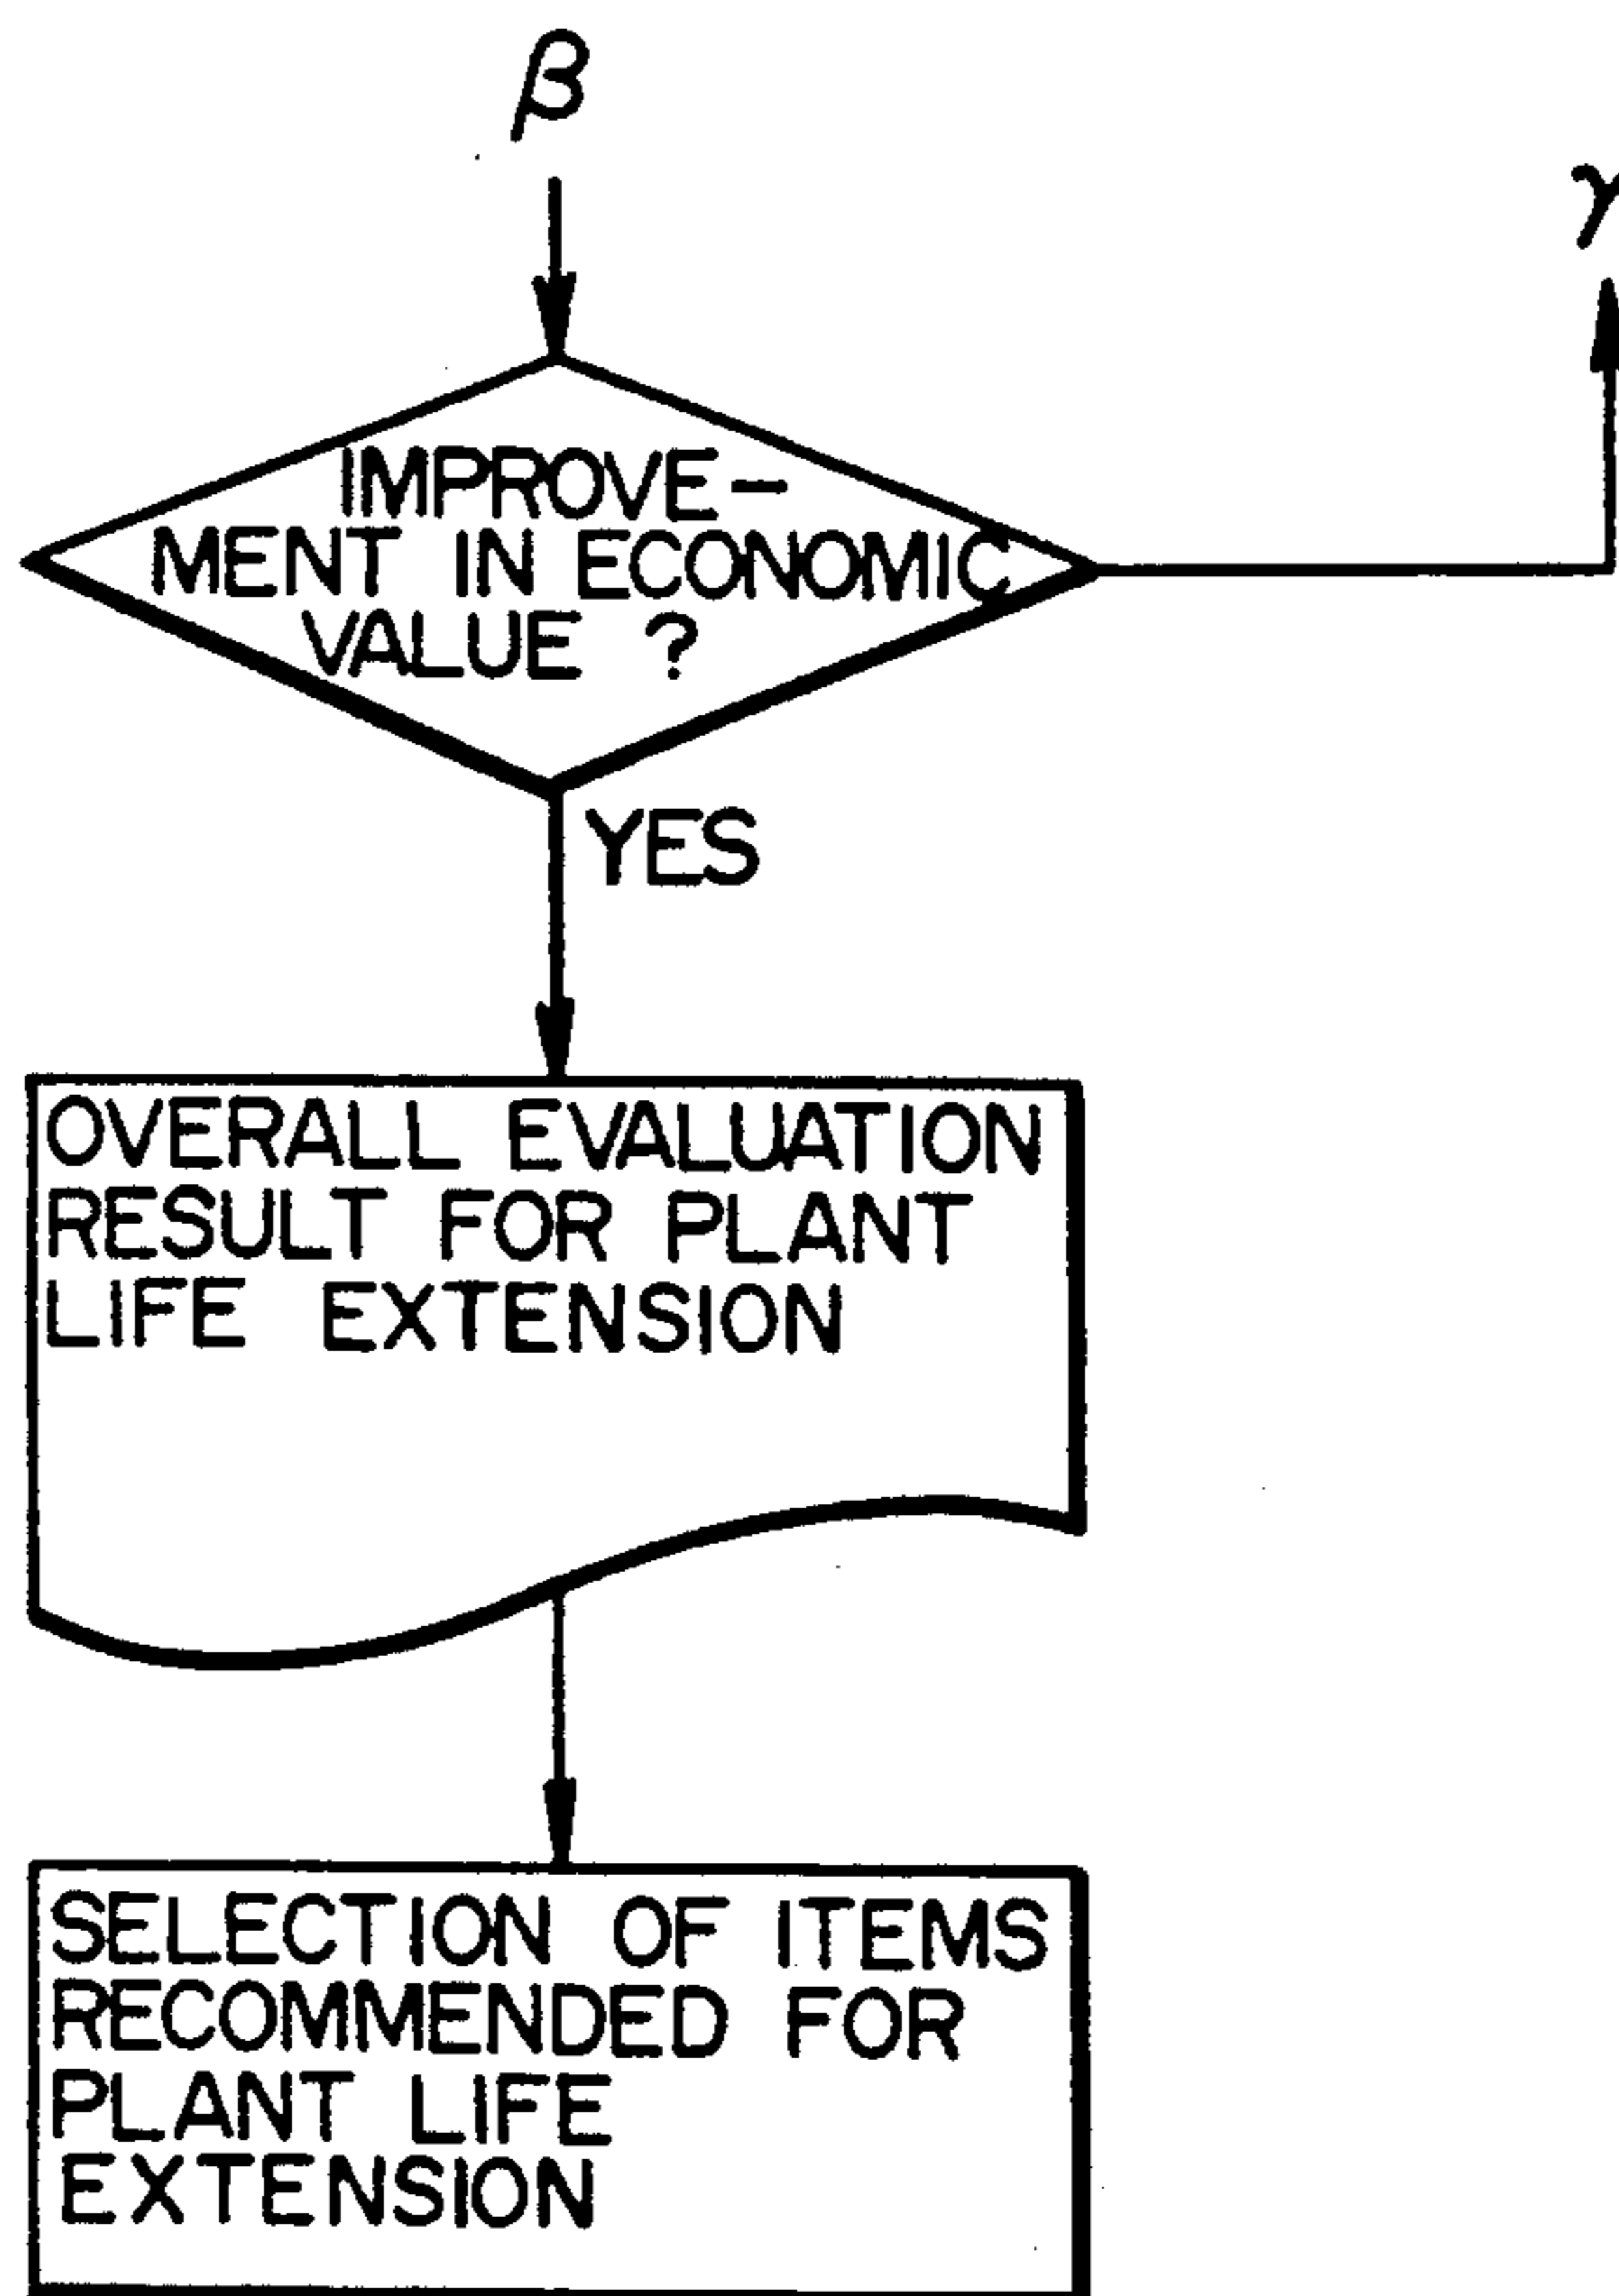 β
γ
IMPROVE-
MENT IN ECONOMIC
VALUE ?
YES
OVERALL EVALUATION
RESULT FOR PLANT
LIFE EXTENSION
SELECTION OF ITEMS
RECOMMENDED FOR
PLANT LIFE
EXTENSION